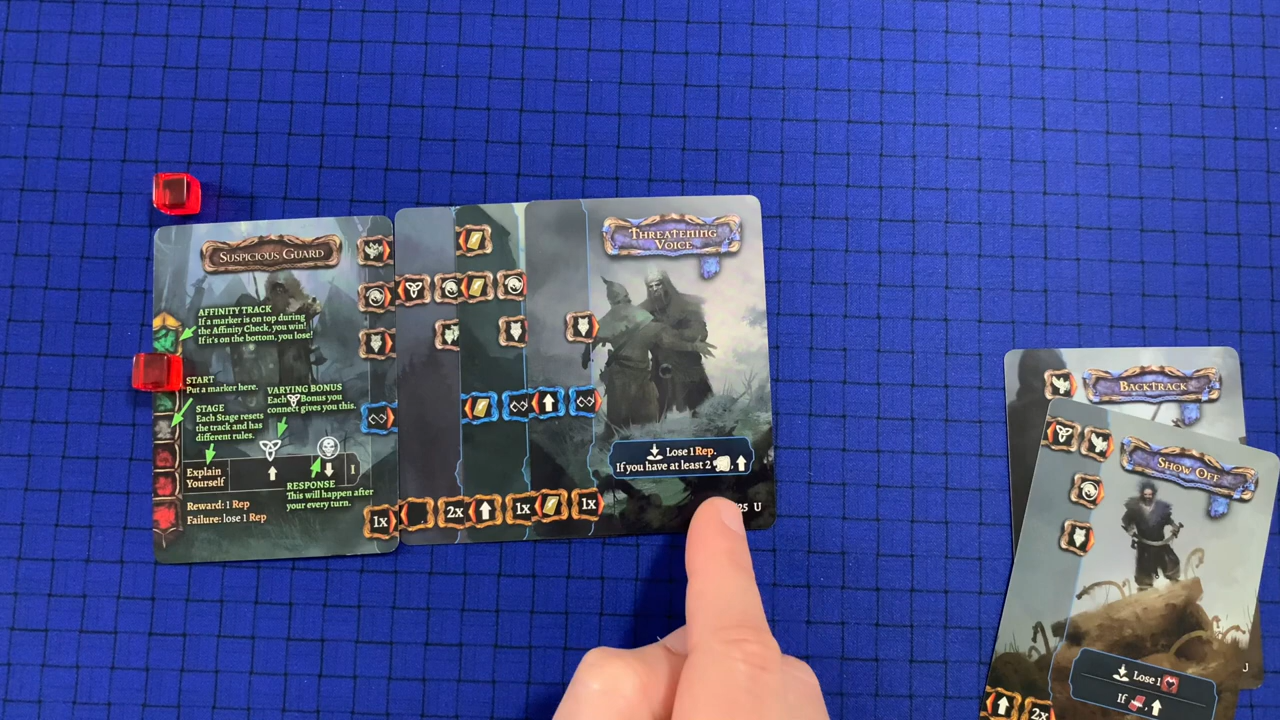 SUSPICIOUS GUARD
AFFINITY TRACK
If a marker is on top during
the Affinity Check, you win!
If it's on the bottom, you lose!
START
Put a marker here.
VARYING BONUS
Each Bonus you
connect gives you this.
STAGE
Each Stage resets
the track and has
different rules.
Explain
Yourself
I
RESPONSE
This will happen after
your every turn.
Reward: 1 Rep
Failure: lose 1 Rep
1x
2x
1x
1x
THREATENING
VOICE
Lose 1 Rep.
If you have at least 2 ,
25 U
BACKTRACK
SHOW OFF
Lose 1
If ,
J
2x